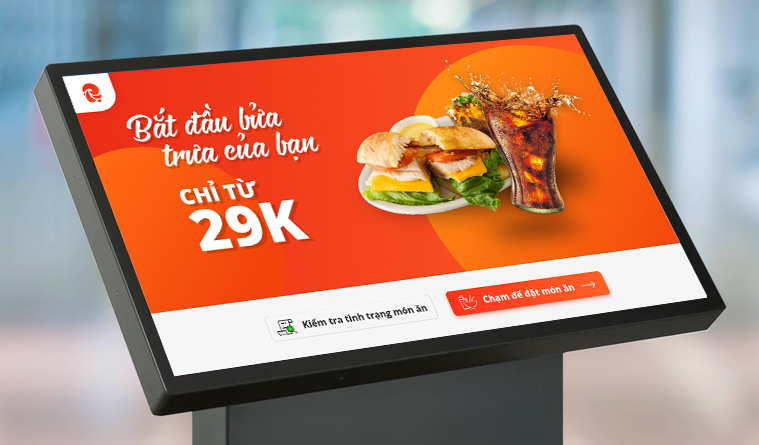 Bắt đầu bữa
trưa của bạn
CHỈ TỪ
29K
Kiểm tra tình trạng món ăn
Chạm để đặt món ăn